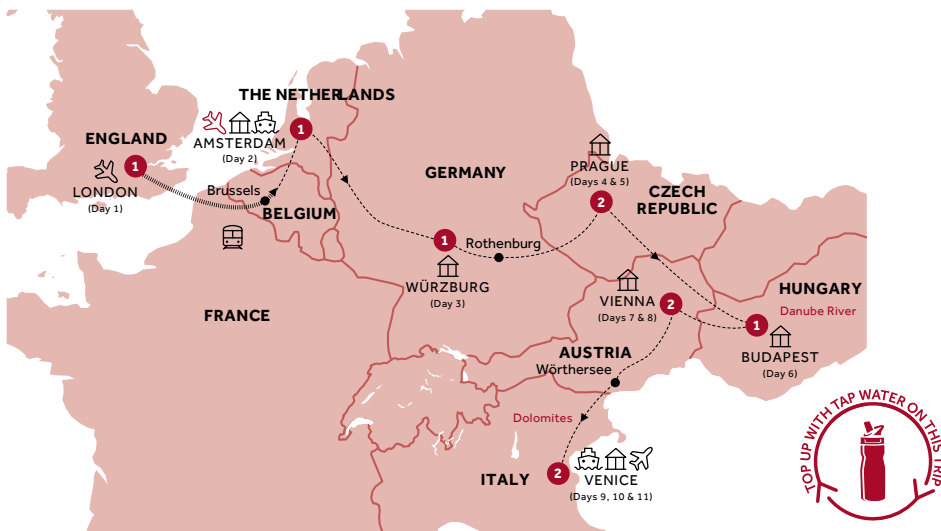 THE NETHERLANDS
ENGLAND
1
LONDON
(Day 1)
1
AMSTERDAM
(Day 2)
Brussels
BELGIUM
GERMANY
PRAGUE
(Days 4 & 5)
2
CZECH
REPUBLIC
1
Rothenburg
WÜRZBURG
(Day 3)
FRANCE
VIENNA
(Days 7 & 8)
2
HUNGARY
Danube River
1
BUDAPEST
(Day 6)
AUSTRIA
Wörthersee
Dolomites
ITALY
2
VENICE
(Days 9, 10 & 11)
TOP UP WITH TAP WATER ON THIS TRIP